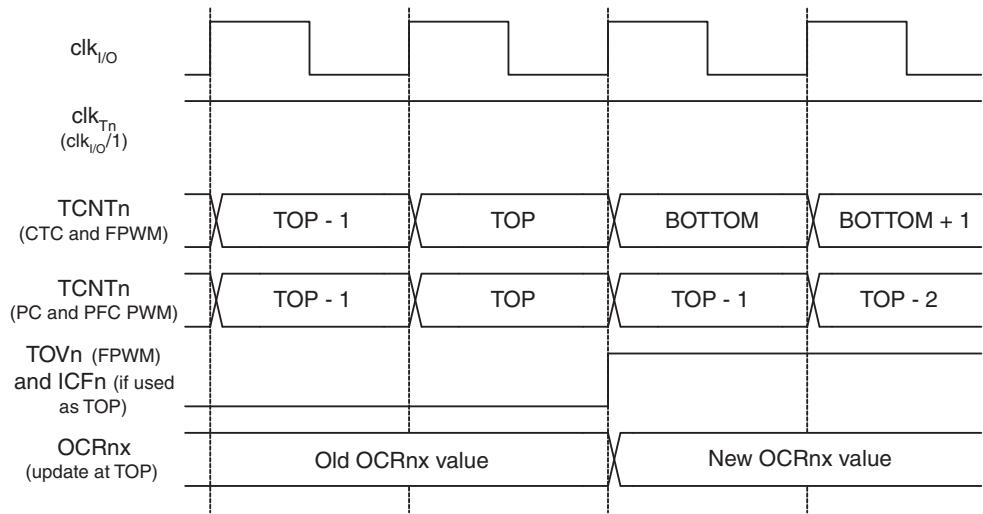 clkI/O
clkTn
(clkI/O/1)
TCNTn
(CTC and FPWM)
TOP - 1
TOP
BOTTOM
BOTTOM + 1
TCNTn
(PC and PFC PWM)
TOP - 1
TOP
TOP - 1
TOP - 2
TOVn (FPWM)
and ICFn (if used
as TOP)
OCRnx
(update at TOP)
Old OCRnx value
New OCRnx value